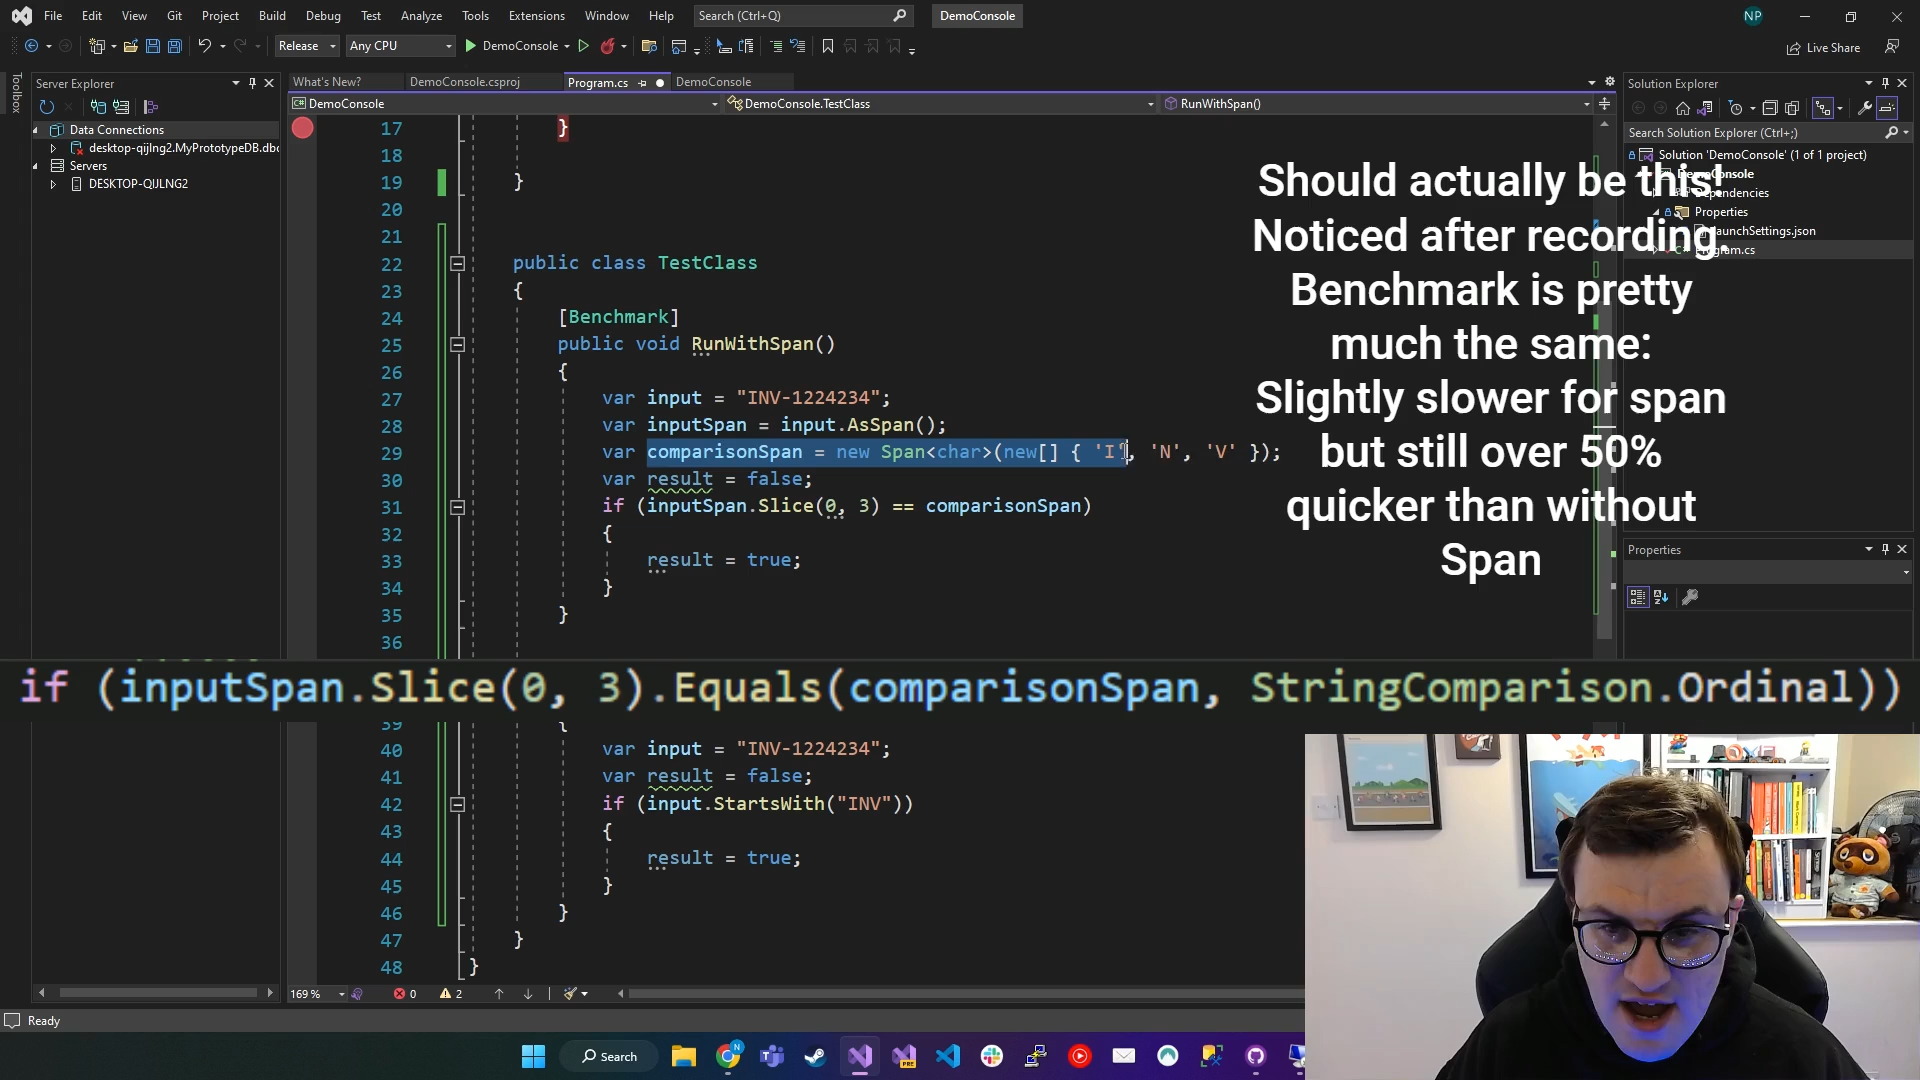 File Edit View Git Project Build Debug Test Analyze Tools Extensions Window Help Search (Ctrl+Q) DemoConsole NP
Release Any CPU DemoConsole Live Share
Toolbox
Server Explorer
Data Connections
desktop-qijlng2.MyPrototypeDB.dbo
Servers
DESKTOP-QIJLNG2
What's New? DemoConsole.csproj Program.cs DemoConsole
DemoConsole DemoConsole.TestClass RunWithSpan()
17 }
18
19 }
20
21
22 public class TestClass
23 {
24 [Benchmark]
25 public void RunWithSpan()
26 {
27 var input = "INV-1224234";
28 var inputSpan = input.AsSpan();
29 var comparisonSpan = new Span<char>(new[] { 'I', 'N', 'V' });
30 var result = false;
31 if (inputSpan.Slice(0, 3) == comparisonSpan)
32 {
33 result = true;
34 }
35 }
36
if (inputSpan.Slice(0, 3).Equals(comparisonSpan, StringComparison.Ordinal))
39 {
40 var input = "INV-1224234";
41 var result = false;
42 if (input.StartsWith("INV"))
43 {
44 result = true;
45 }
46 }
47 }
48 }
Should actually be this!
Noticed after recording.
Benchmark is pretty
much the same:
Slightly slower for span
but still over 50%
quicker than without
Span
Solution Explorer
Search Solution Explorer (Ctrl+;)
Solution 'DemoConsole' (1 of 1 project)
DemoConsole
Dependencies
Properties
launchSettings.json
Program.cs
Properties
169 % 0 2
Ready
Search